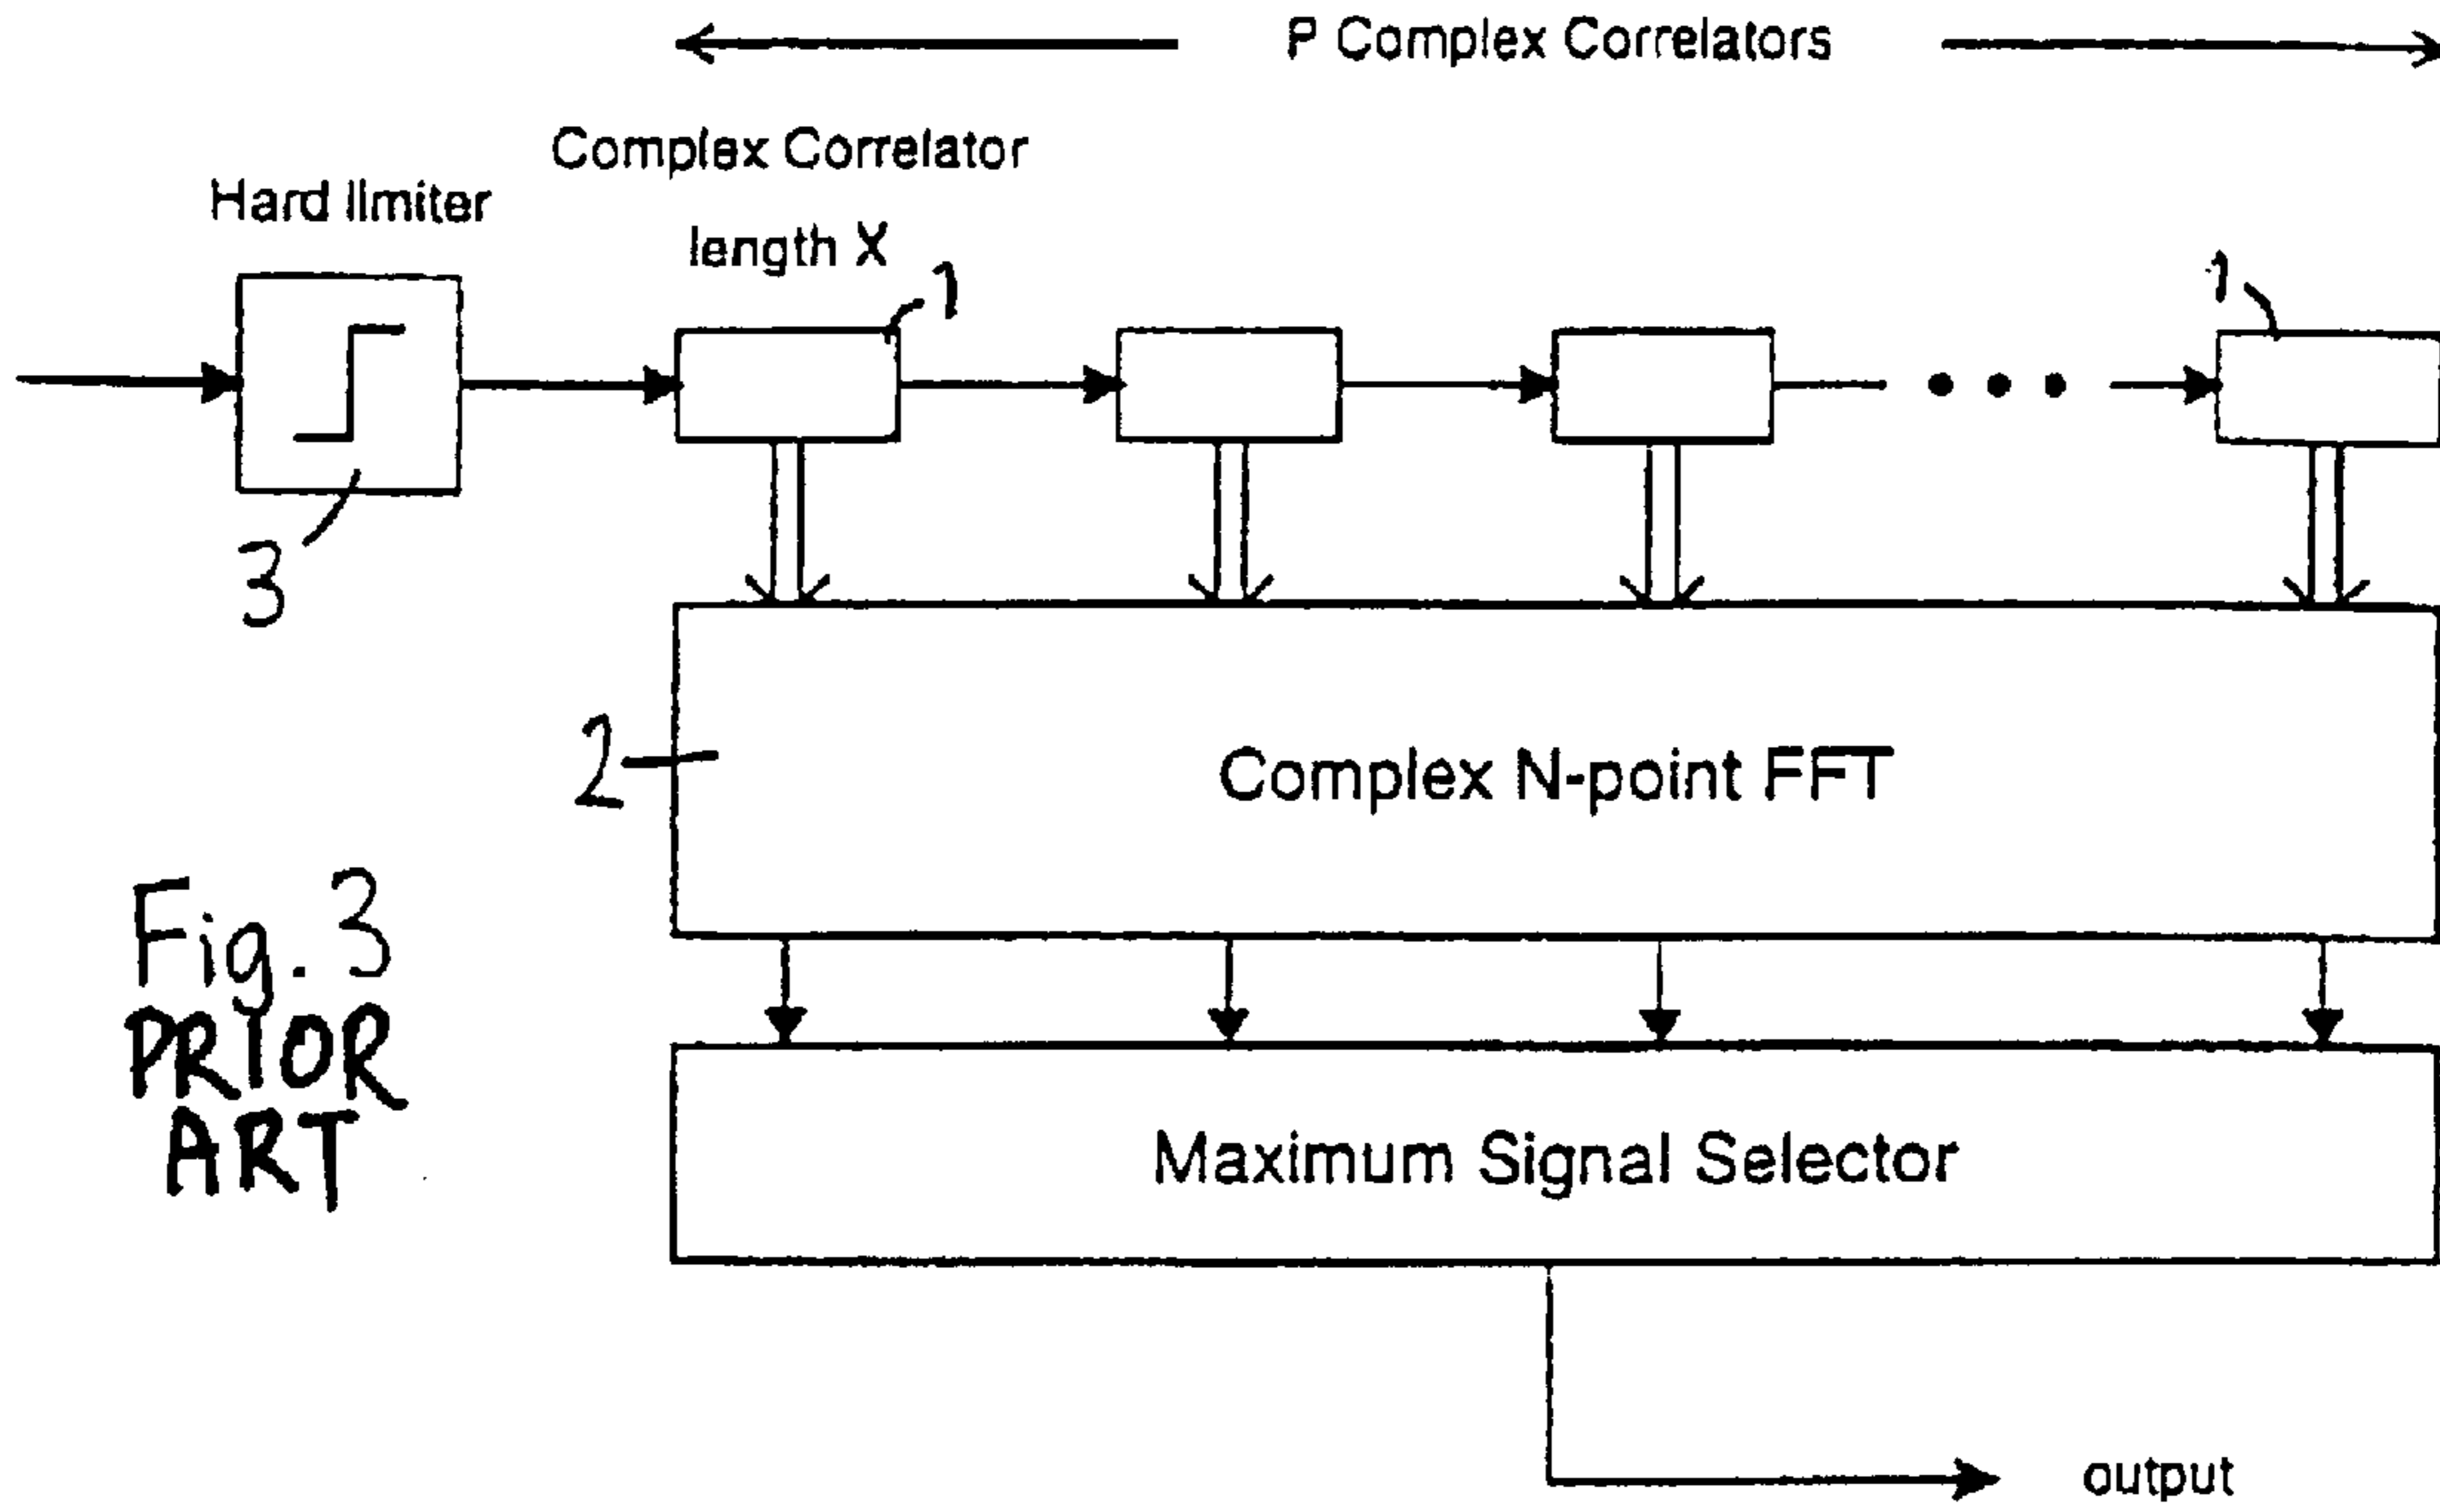 P Complex Correlators
Complex Correlator
length X
Hard limiter
1
1
3
2
Complex N-point FFT
Fig. 3
PRIOR
ART
Maximum Signal Selector
output